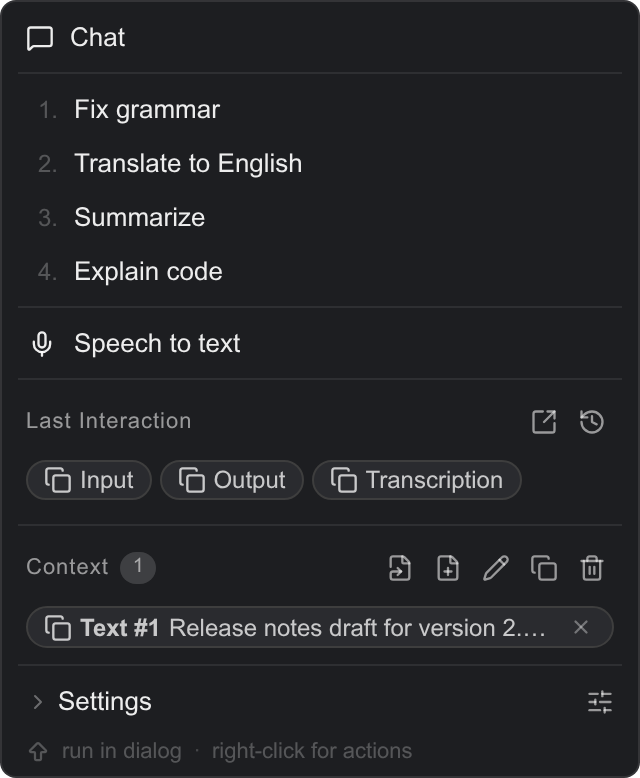 Chat
1. Fix grammar
2. Translate to English
3. Summarize
4. Explain code
Speech to text
Last Interaction
Input Output Transcription
Context 1
Text #1 Release notes draft for version 2....
Settings
run in dialog · right-click for actions